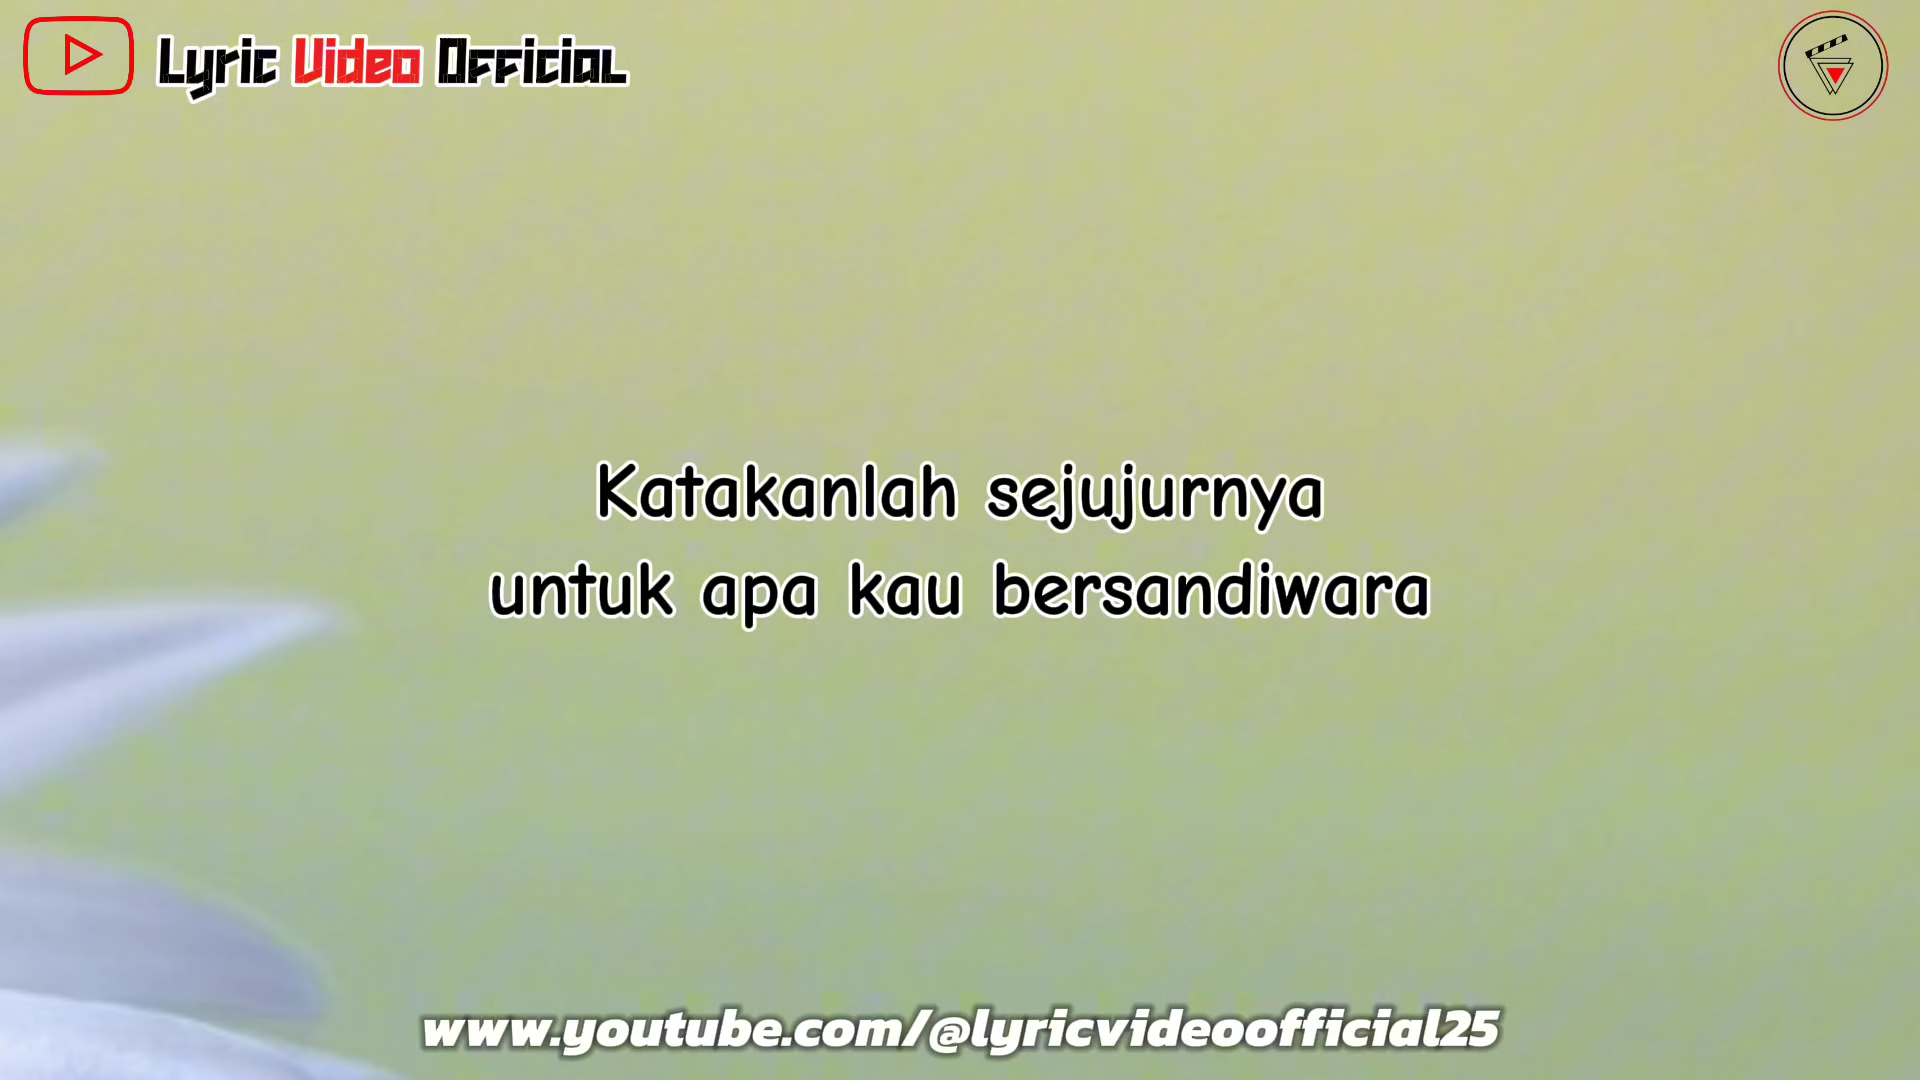 Lyric Video Official
Katakanlah sejujurnya
untuk apa kau bersandiwara
www.youtube.com/@lyricvideoofficial25